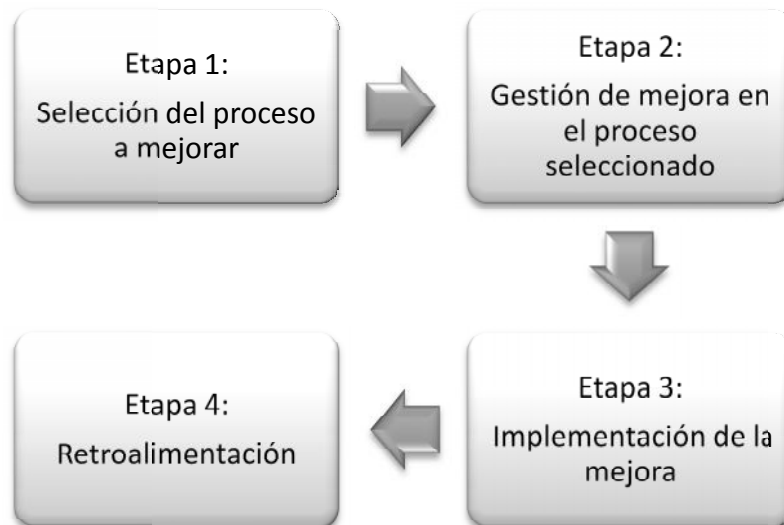 Etapa 1:
Selección del proceso
a mejorar
Etapa 2:
Gestión de mejora en
el proceso
seleccionado
Etapa 3:
Implementación de la
mejora
Etapa 4:
Retroalimentación